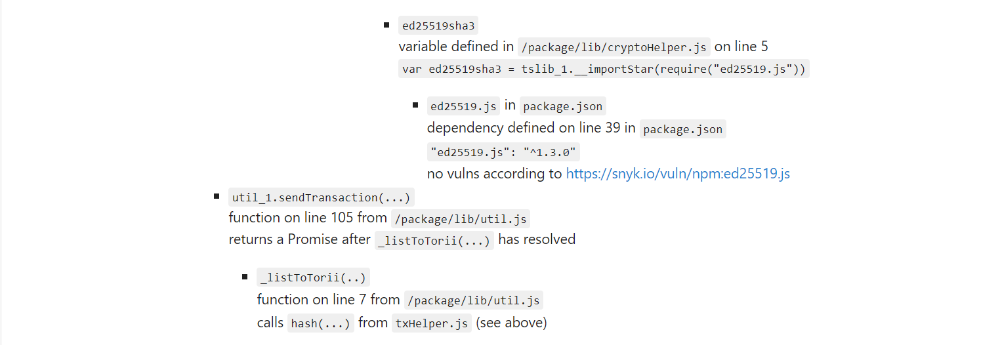 ed25519sha3
variable defined in /package/lib/cryptoHelper.js on line 5
var ed25519sha3 = tslib_1.__importStar(require("ed25519.js"))
ed25519.js in package.json
dependency defined on line 39 in package.json
"ed25519.js": "^1.3.0"
no vulns according to https://snyk.io/vuln/npm:ed25519.js
util_1.sendTransaction(...)
function on line 105 from /package/lib/util.js
returns a Promise after _listToTorii(...) has resolved
_listToTorii(..)
function on line 7 from /package/lib/util.js
calls hash(...) from txHelper.js (see above)